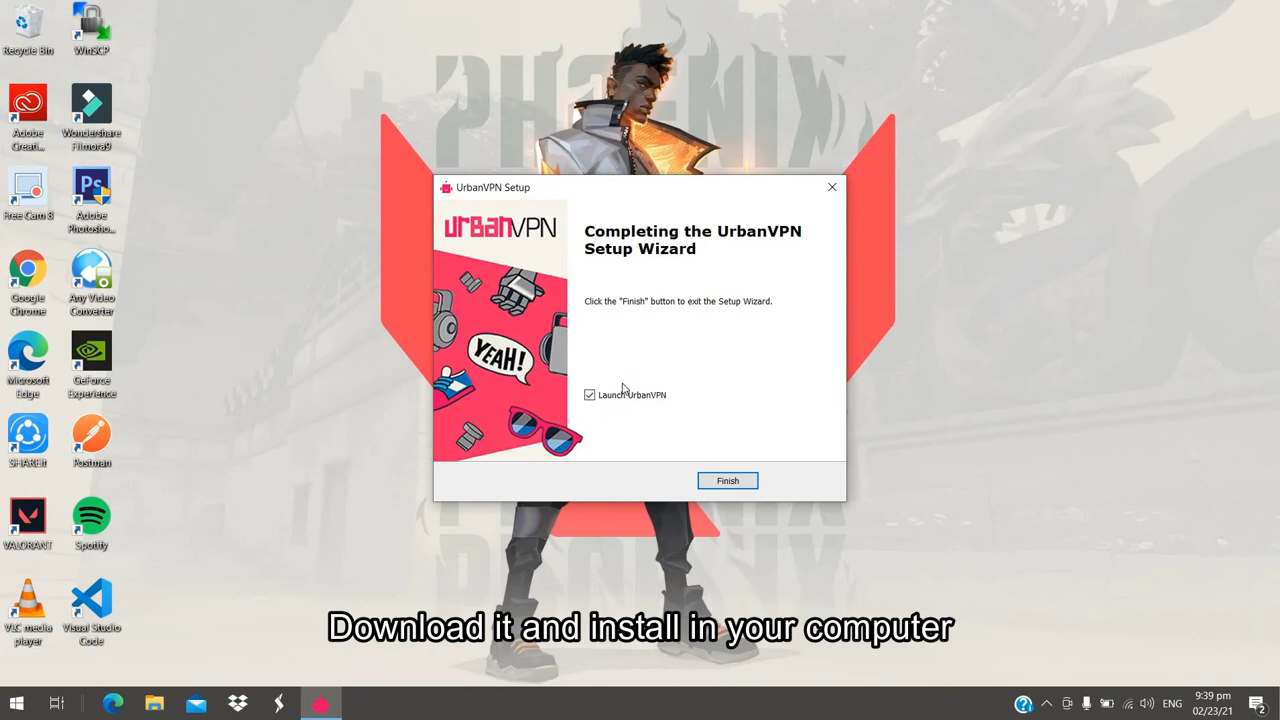 Recycle Bin
WinSCP
Adobe
Creati...
Wondershare
Filmora9
Free Cam 8
Adobe
Photosho...
Google
Chrome
Any Video
Converter
Microsoft
Edge
GeForce
Experience
SHAREit
Postman
VALORANT
Spotify
VLC media
player
Visual Studio
Code
PHOENIX
UrbanVPN Setup
urbanVPN
YEAH!
Completing the UrbanVPN
Setup Wizard
Click the "Finish" button to exit the Setup Wizard.
Launch UrbanVPN
Finish
PHOENIX
Download it and install in your computer
ENG
9:39 pm
02/23/21
2